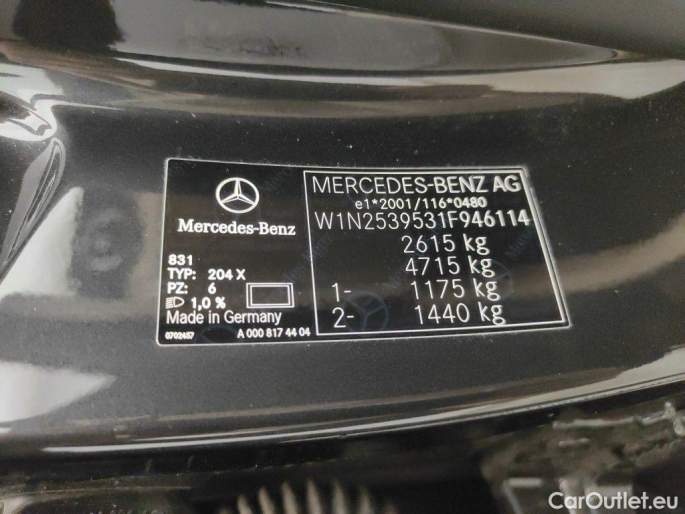 Mercedes-Benz
831
TYP: 204 X
PZ: 6
1,0 %
Made in Germany
0702457 A 000 817 44 04
MERCEDES-BENZ AG
e1*2001/116*0480
W1N2539531F946114
2615 kg
4715 kg
1- 1175 kg
2- 1440 kg
CarOutlet.eu